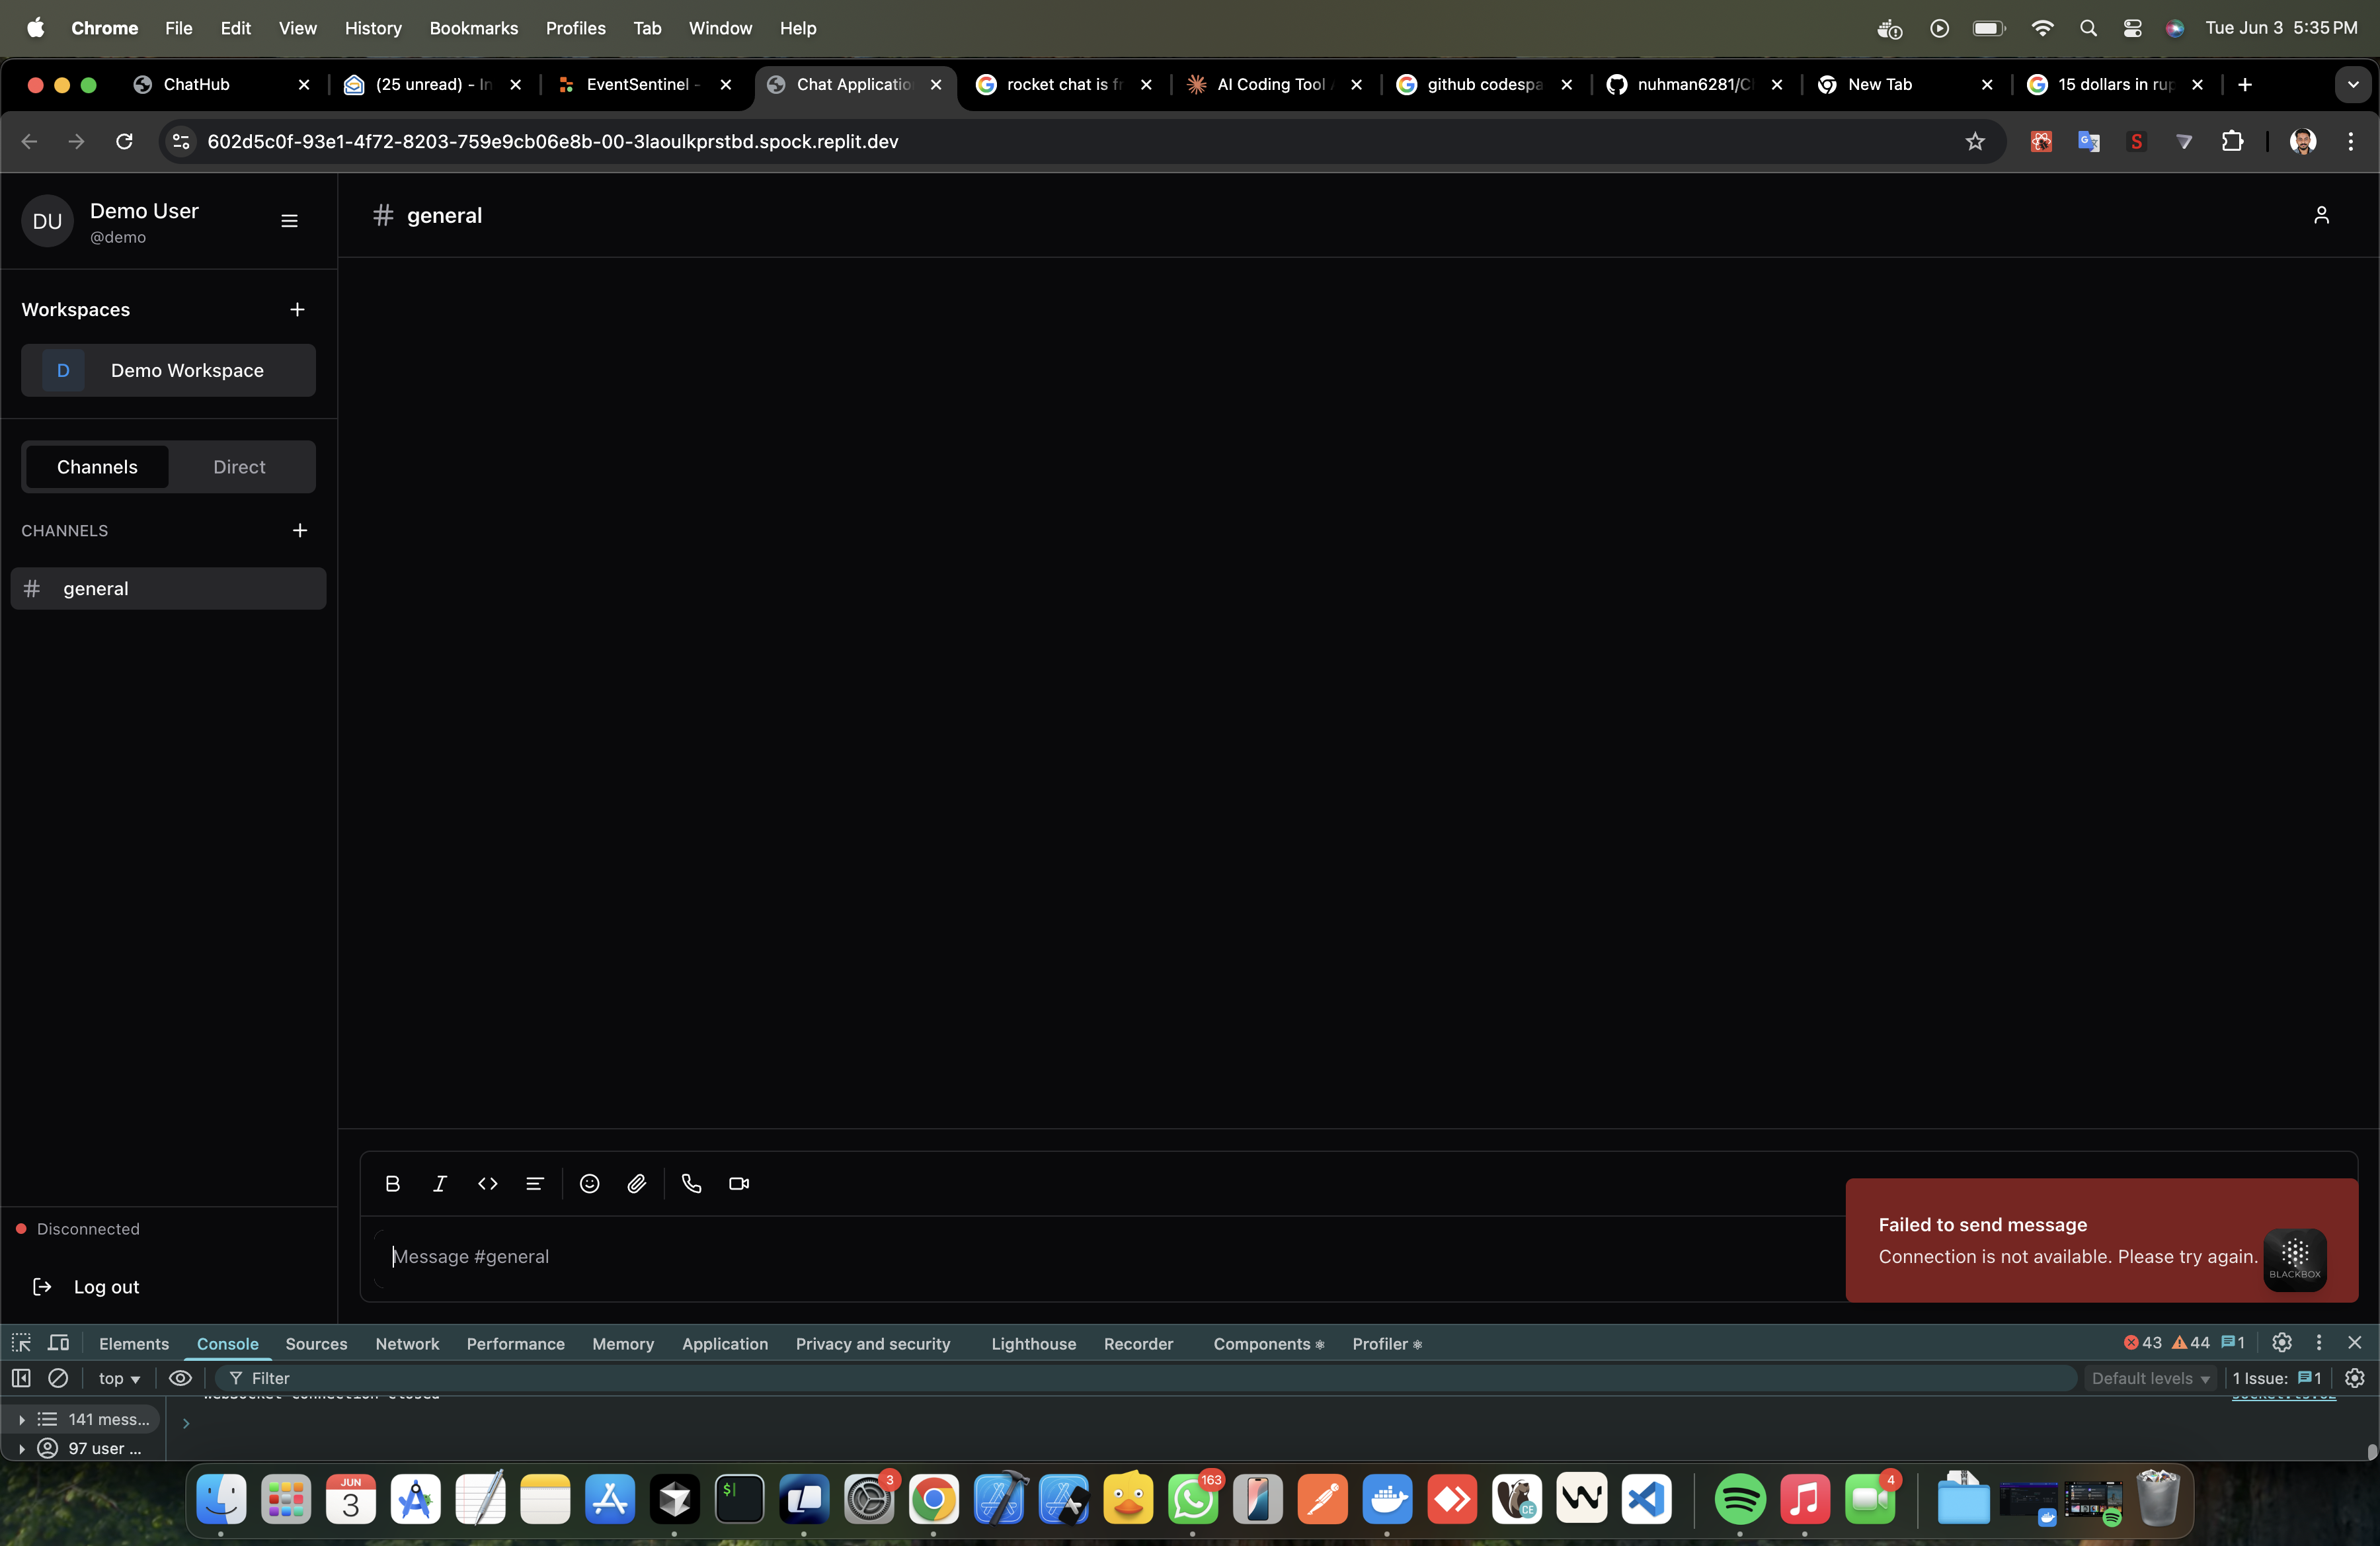 Chrome File Edit View History Bookmarks Profiles Tab Window Help Tue Jun 3 5:35 PM
ChatHub (25 unread) - In EventSentinel - Chat Applicatio rocket chat is fr AI Coding Tool github codespa nuhman6281/C New Tab 15 dollars in rup
602d5c0f-93e1-4f72-8203-759e9cb06e8b-00-3laoulkprstbd.spock.replit.dev
S
DU
Demo User
@demo
# general
Workspaces
D Demo Workspace
Channels Direct
CHANNELS
# general
B I
Disconnected
Message #general
Failed to send message
Connection is not available. Please try again.
BLACKBOX
Log out
Elements Console Sources Network Performance Memory Application Privacy and security Lighthouse Recorder Components Profiler 43 44 1
top Filter Default levels 1 Issue: 1
141 mess...
97 user ...
JUN
3
$
3
163
CE
4